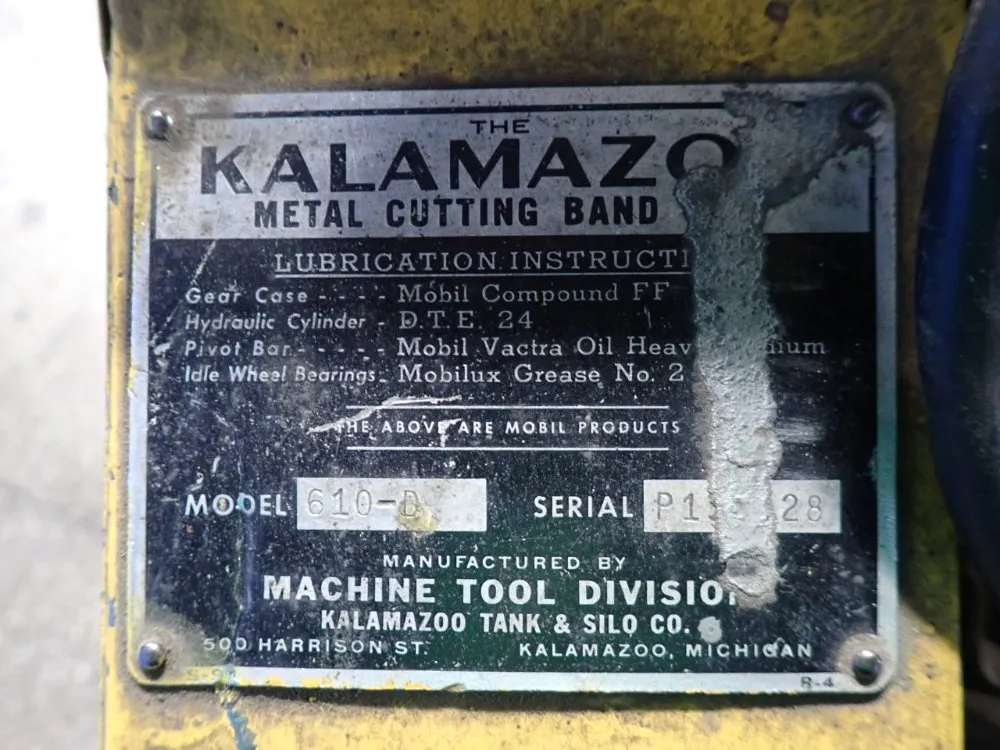 THE
KALAMAZO
METAL CUTTING BAND
LUBRICATION INSTRUCTI
Gear Case - - - - Mobil Compound FF
Hydraulic Cylinder - D.T.E. 24
Pivot Bar - - - - - Mobil Vactra Oil Heav
Idle Wheel Bearings - Mobilux Grease No. 2
THE ABOVE ARE MOBIL PRODUCTS
MODEL 610-D SERIAL
MANUFACTURED BY
MACHINE TOOL DIVISION
KALAMAZOO TANK & SILO CO.
500 HARRISON ST. KALAMAZOO, MICHIGAN
R-4